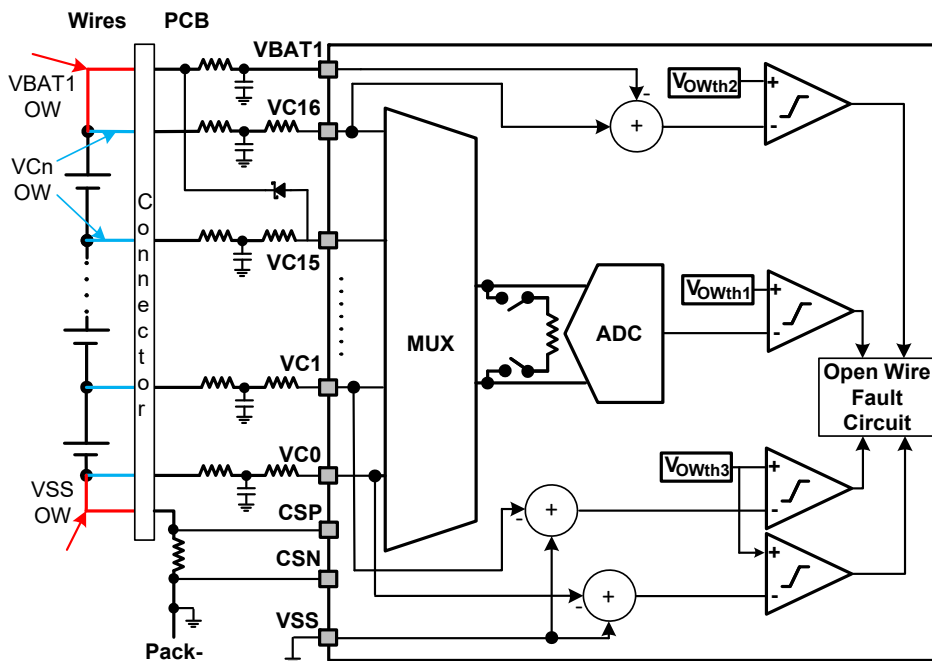 Wires PCB
VBAT1
VBAT1
OW
VC16
VCn
OW
Connector
VC15
VC1
VC0
VSS
OW
CSP
CSN
VSS
Pack-
MUX
ADC
-
+
VOWth2
+
-
VOWth1
+
-
Open Wire
Fault
Circuit
VOWth3
+
-
+
-
-
+
-
+